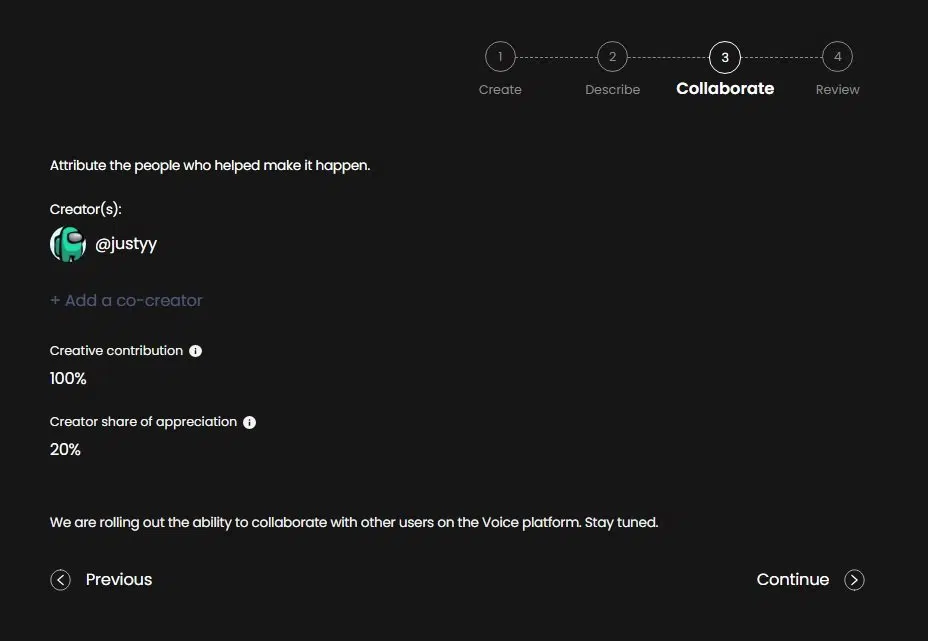 1
2
3
4
Create
Describe
Collaborate
Review
Attribute the people who helped make it happen.
Creator(s):
@justyy
+ Add a co-creator
Creative contribution i
100%
Creator share of appreciation i
20%
We are rolling out the ability to collaborate with other users on the Voice platform. Stay tuned.
Previous
Continue